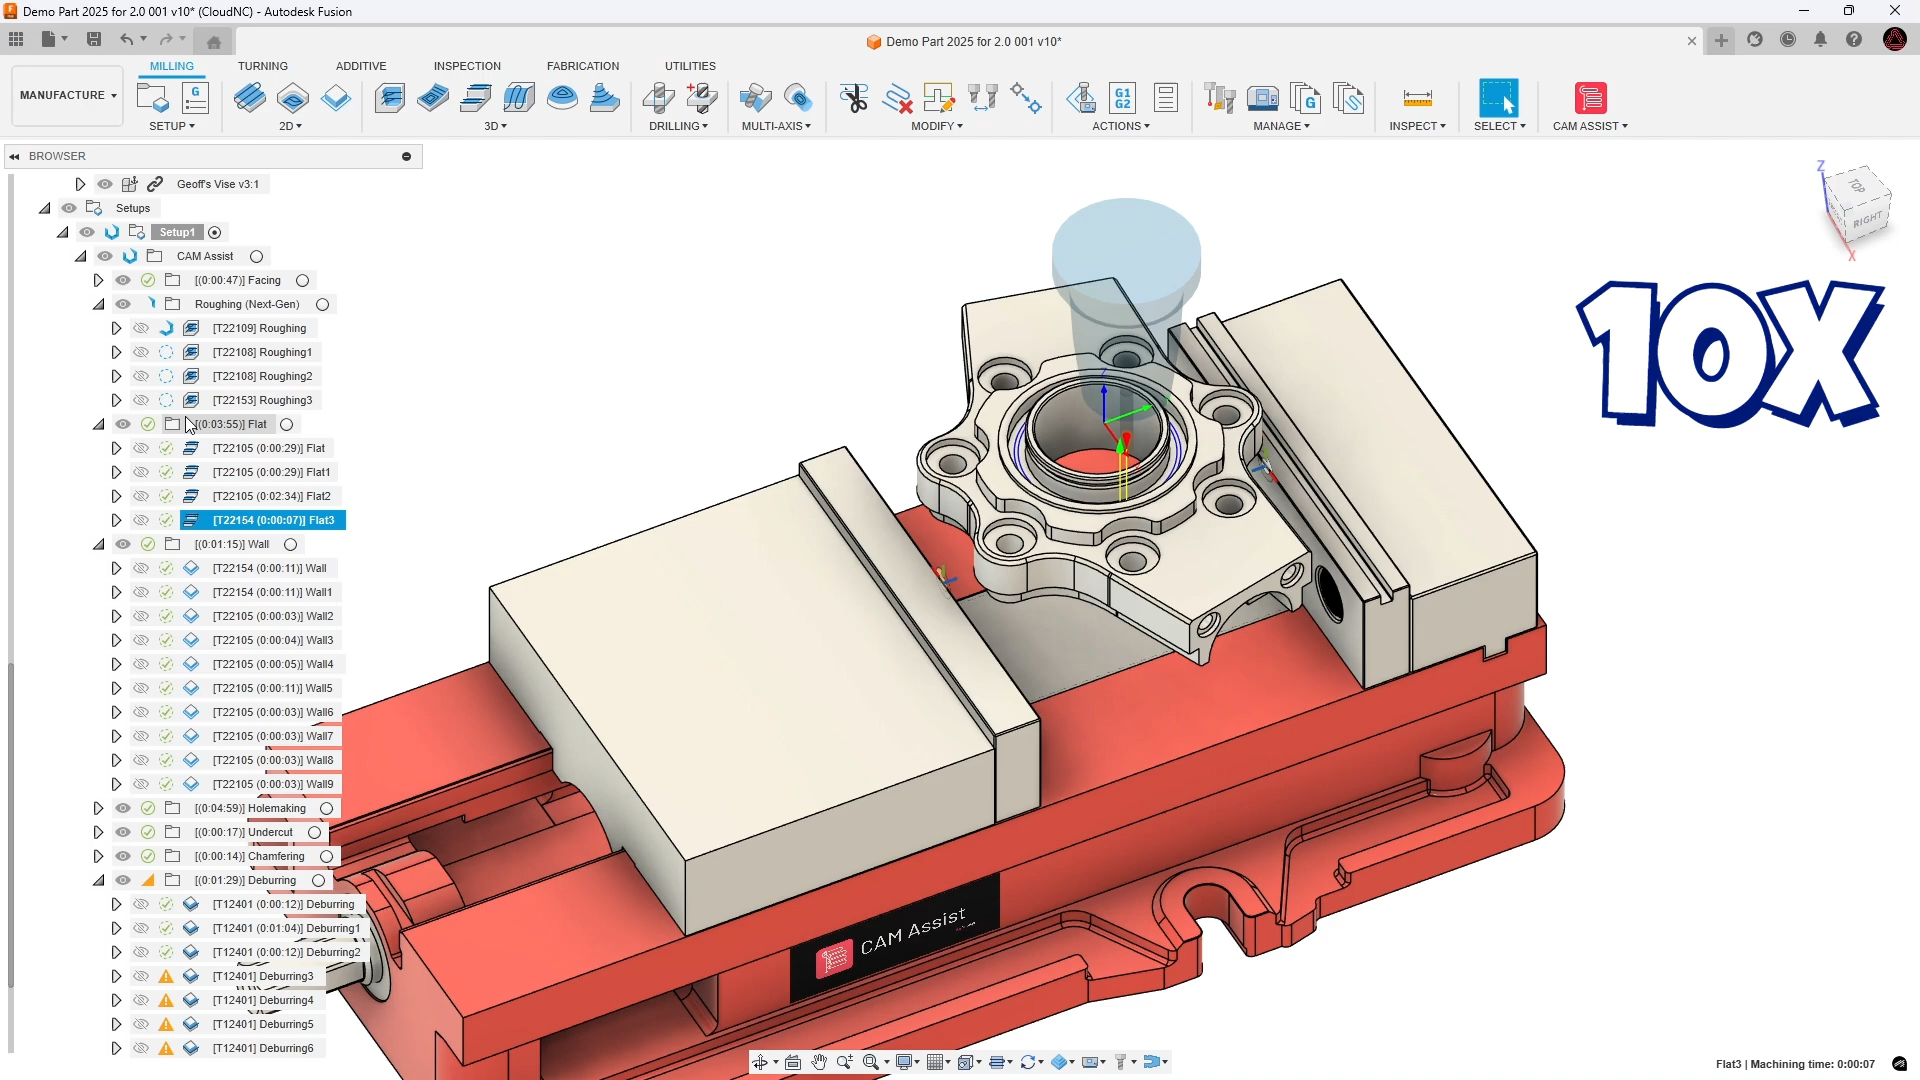 Demo Part 2025 for 2.0 001 v10* (CloudNC) - Autodesk Fusion
Demo Part 2025 for 2.0 001 v10*
MILLING
TURNING
ADDITIVE
INSPECTION
FABRICATION
UTILITIES
MANUFACTURE
SETUP
2D
3D
DRILLING
MULTI-AXIS
MODIFY
ACTIONS
MANAGE
INSPECT
SELECT
CAM ASSIST
G
G1
G2
G
BROWSER
Geoff's Vise v3:1
Setups
Setup1
CAM Assist
[(0:00:47)] Facing
Roughing (Next-Gen)
[T22109] Roughing
[T22108] Roughing1
[T22108] Roughing2
[T22153] Roughing3
[(0:03:55)] Flat
[T22105 (0:00:29)] Flat
[T22105 (0:00:29)] Flat1
[T22105 (0:02:34)] Flat2
[T22154 (0:00:07)] Flat3
[(0:01:15)] Wall
[T22154 (0:00:11)] Wall
[T22154 (0:00:11)] Wall1
[T22105 (0:00:03)] Wall2
[T22105 (0:00:04)] Wall3
[T22105 (0:00:05)] Wall4
[T22105 (0:00:11)] Wall5
[T22105 (0:00:03)] Wall6
[T22105 (0:00:03)] Wall7
[T22105 (0:00:03)] Wall8
[T22105 (0:00:03)] Wall9
[(0:04:59)] Holemaking
[(0:00:17)] Undercut
[(0:00:14)] Chamfering
[(0:01:29)] Deburring
[T12401 (0:00:12)] Deburring
[T12401 (0:01:04)] Deburring1
[T12401 (0:00:12)] Deburring2
[T12401] Deburring3
[T12401] Deburring4
[T12401] Deburring5
[T12401] Deburring6
Z
TOP
RIGHT
X
10X
Z
CAM Assist
Flat3 | Machining time: 0:00:07